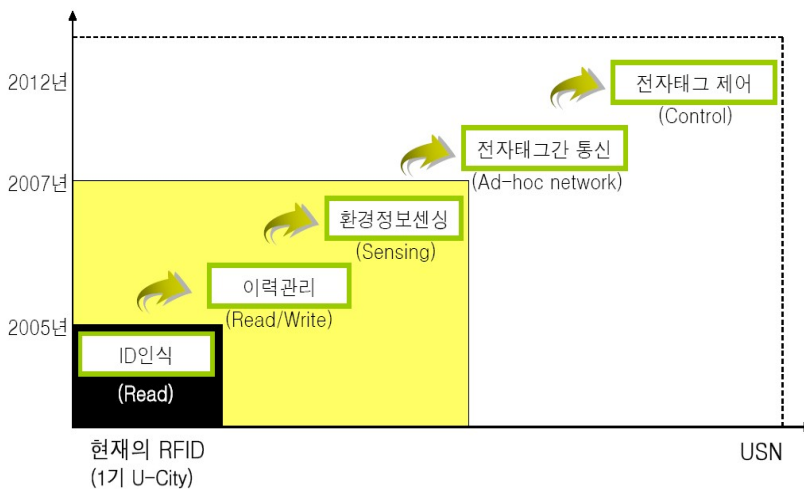 2012년
전자태그 제어
(Control)
전자태그간 통신
(Ad-hoc network)
2007년
환경정보센싱
(Sensing)
이력관리
(Read/Write)
2005년
ID인식
(Read)
현재의 RFID
(1기 U-City)
USN